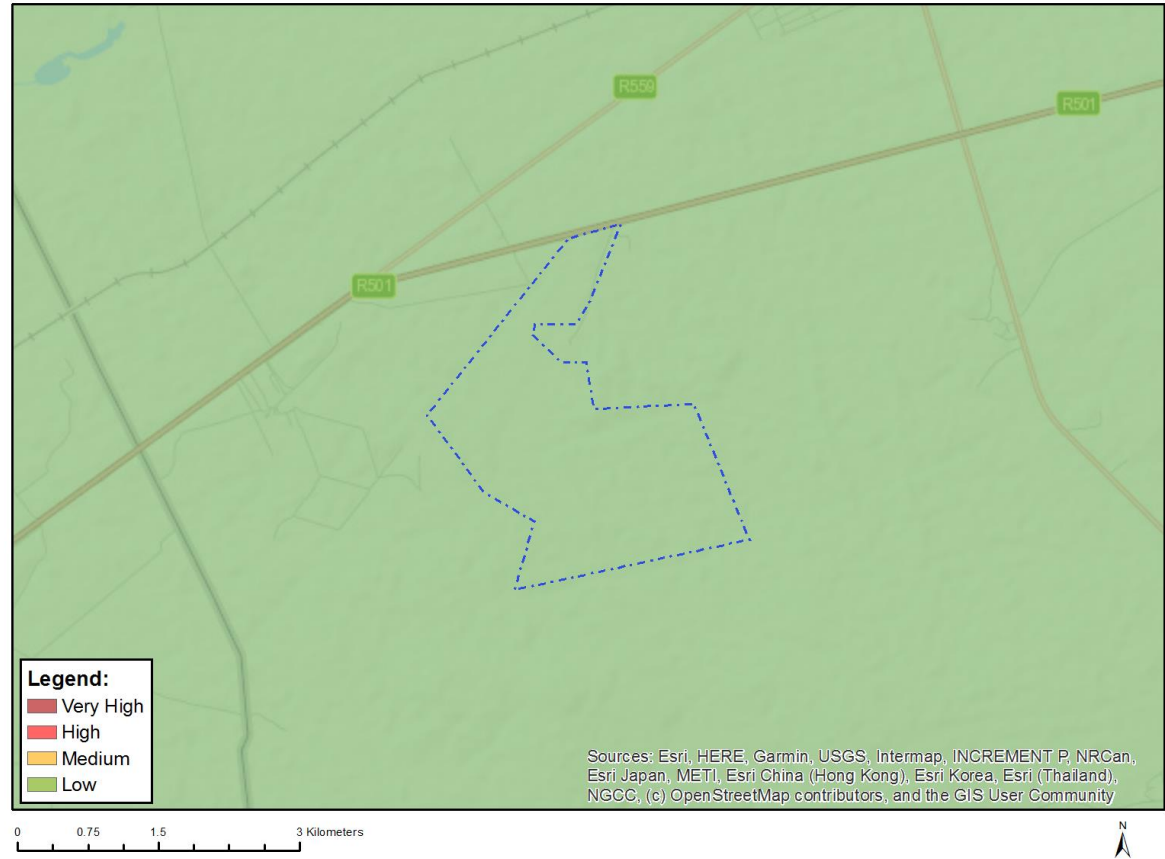 R559
R501
R501
Legend:
Very High
High
Medium
Low
Sources: Esri, HERE, Garmin, USGS, Intermap, INCREMENT P, NRCan,
Esri Japan, METI, Esri China (Hong Kong), Esri Korea, Esri (Thailand),
NGCC, (c) OpenStreetMap contributors, and the GIS User Community
0 0.75 1.5 3 Kilometers
N